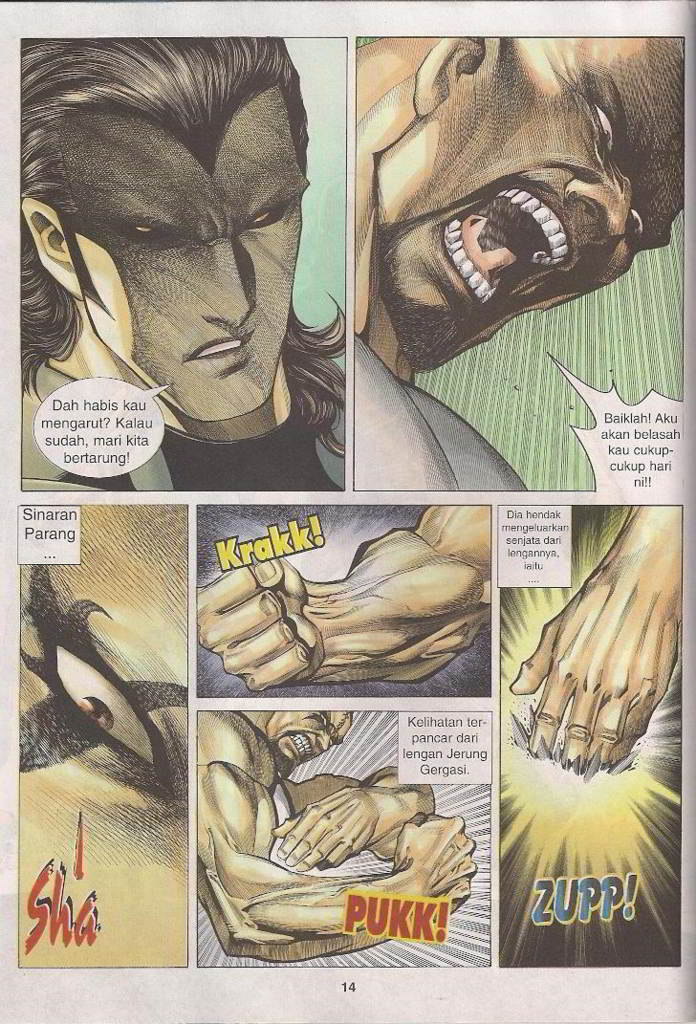 Dah habis kau
mengarut? Kalau
sudah, mari kita
bertarung!
Baiklah! Aku
akan belasah
kau cukup-
cukup hari
ni!!
Sinaran
Parang
...
Sha
Krakk!
Kelihatan ter-
pancar dari
lengan Jerung
Gergasi.
PUKK!
Dia hendak
mengeluarkan
senjata dari
lengannya,
iaitu
....
ZUPP!
14